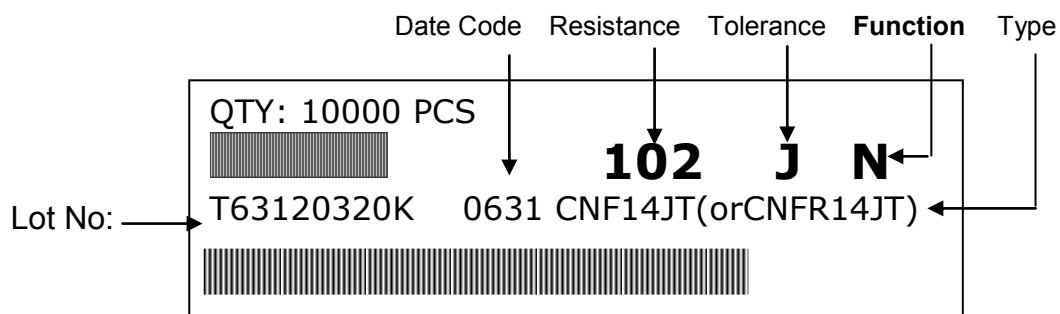 Date Code Resistance Tolerance Function Type
QTY: 10000 PCS
102 J N
Lot No: T63120320K 0631 CNF14JT(orCNFR14JT)